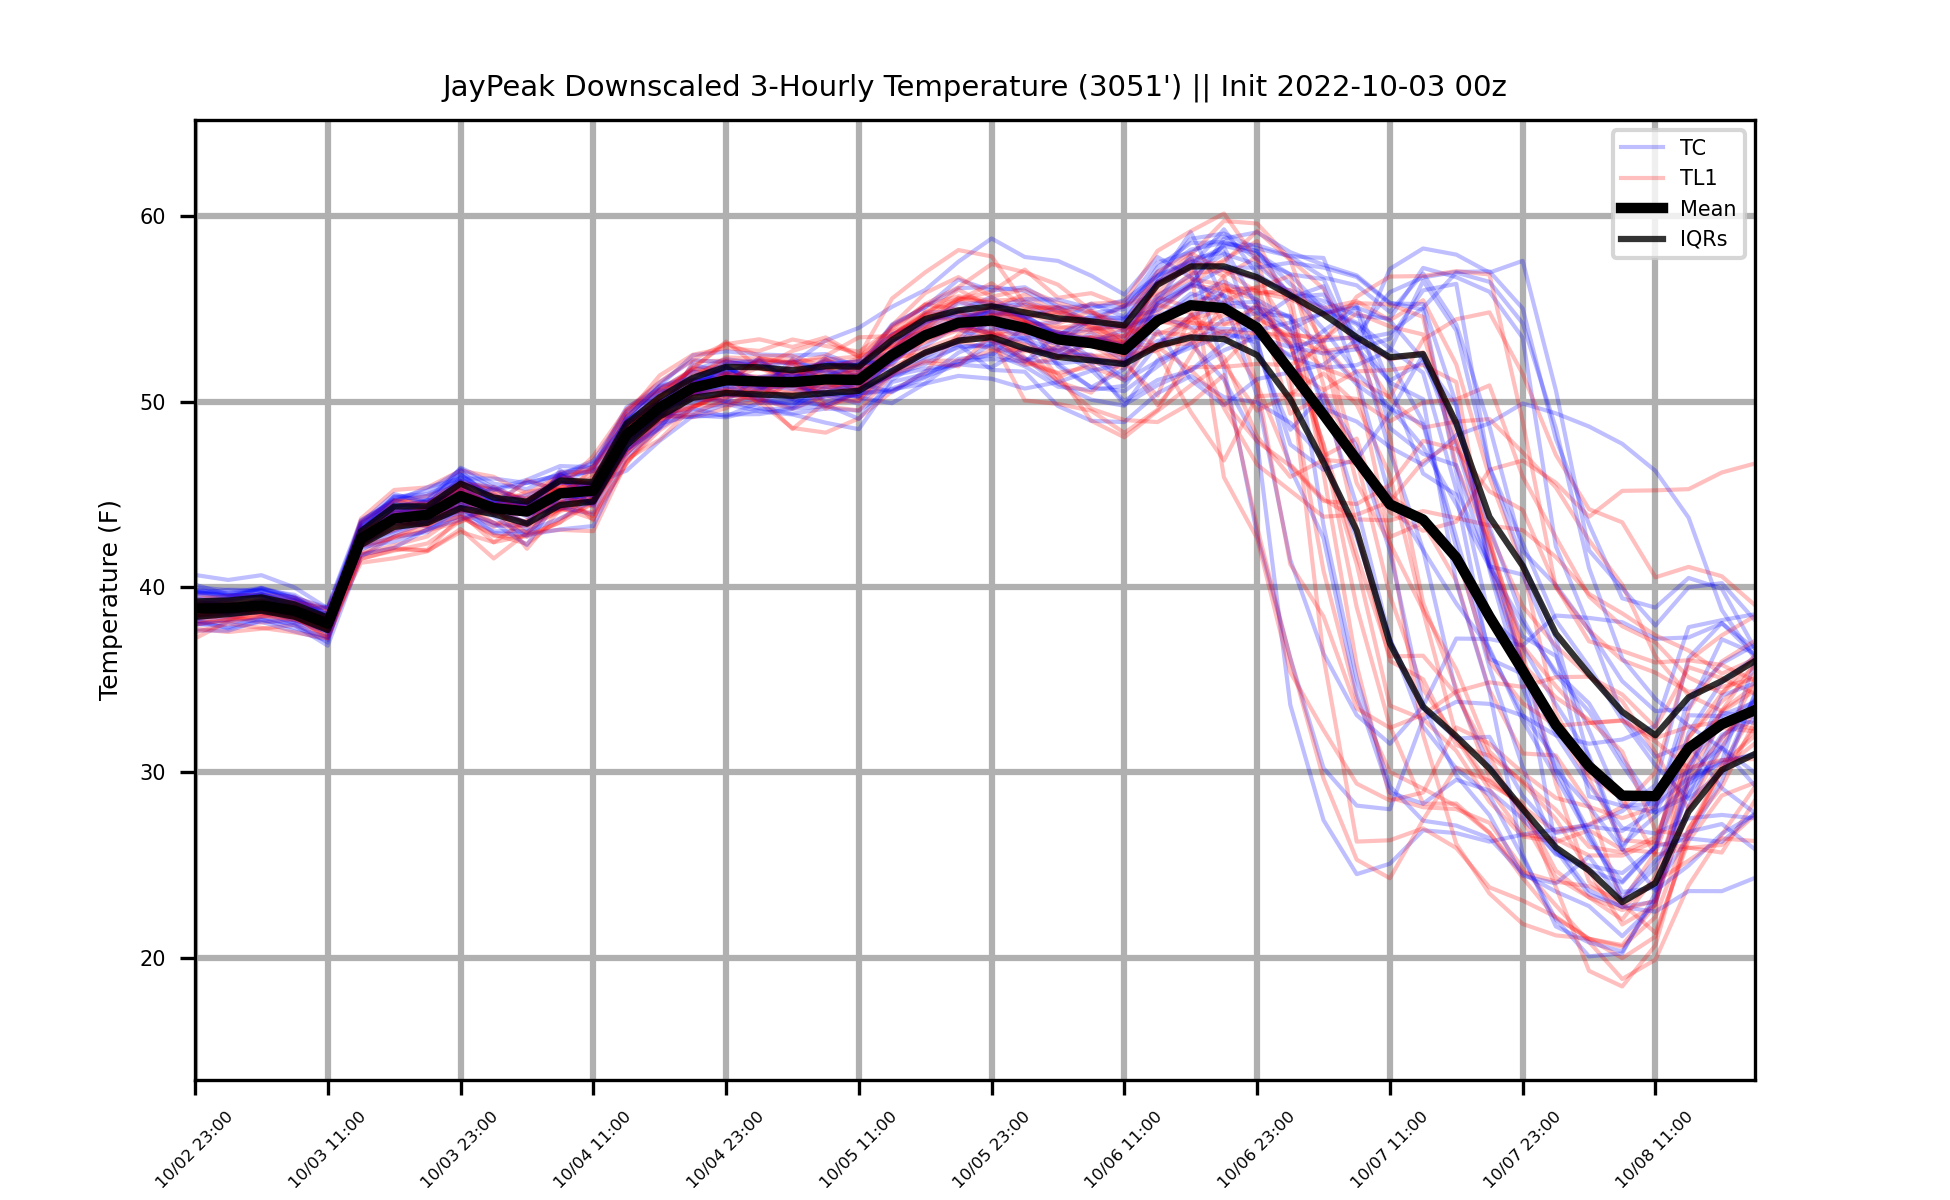 JayPeak Downscaled 3-Hourly Temperature (3051') || Init 2022-10-03 00z
TC
TL1
Mean
IQRs
Temperature (F)
60
50
40
30
20
10/02 23:00
10/03 11:00
10/03 23:00
10/04 11:00
10/04 23:00
10/05 11:00
10/05 23:00
10/06 11:00
10/06 23:00
10/07 11:00
10/07 23:00
10/08 11:00